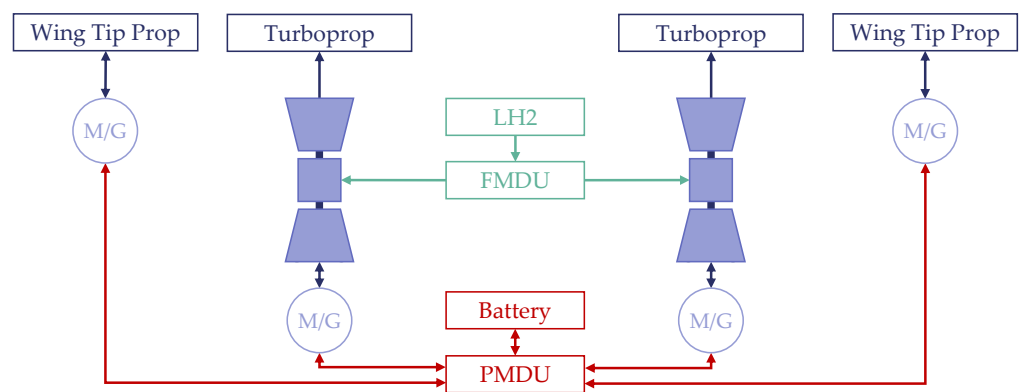 Wing Tip Prop
Turboprop
Turboprop
Wing Tip Prop
M/G
LH2
M/G
FMDU
M/G
Battery
M/G
PMDU